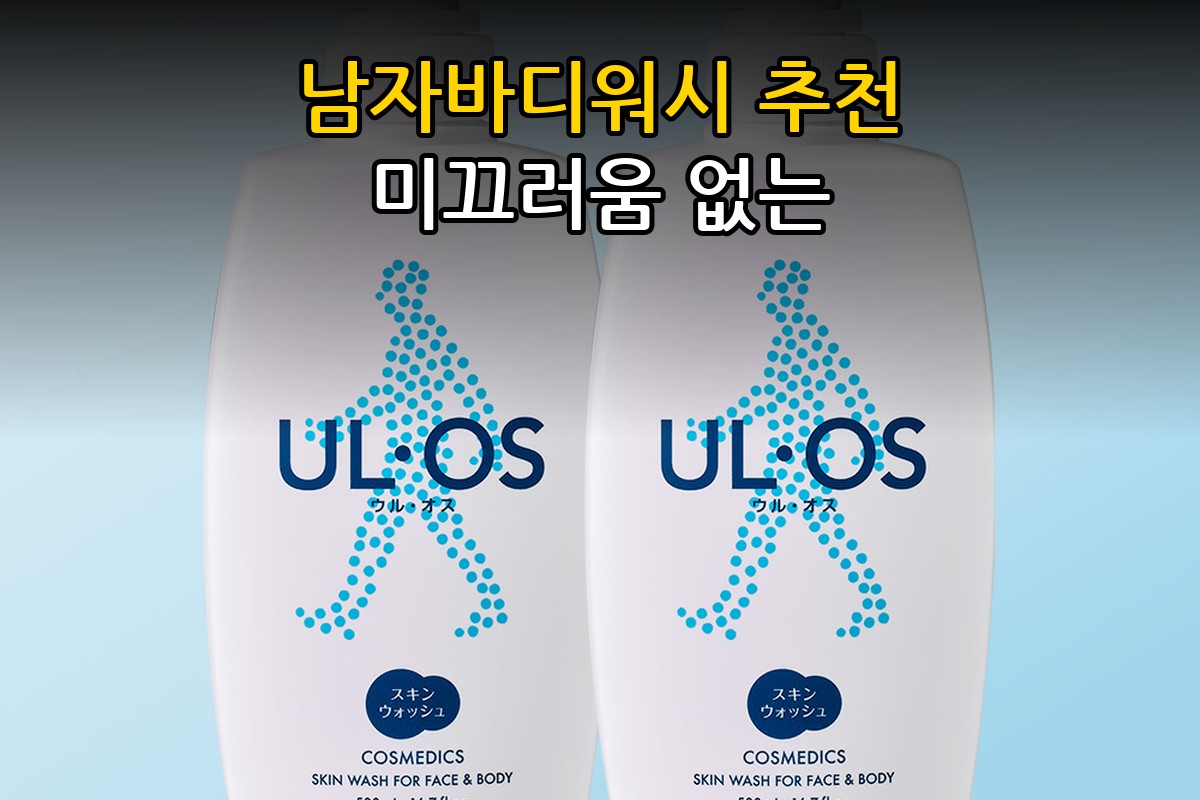 남자바디워시 추천
미끄러움 없는
UL·OS
ウル・オス
スキン
ウォッシュ
COSMEDICS
SKIN WASH FOR FACE & BODY
UL·OS
ウル・オス
スキン
ウォッシュ
COSMEDICS
SKIN WASH FOR FACE & BODY